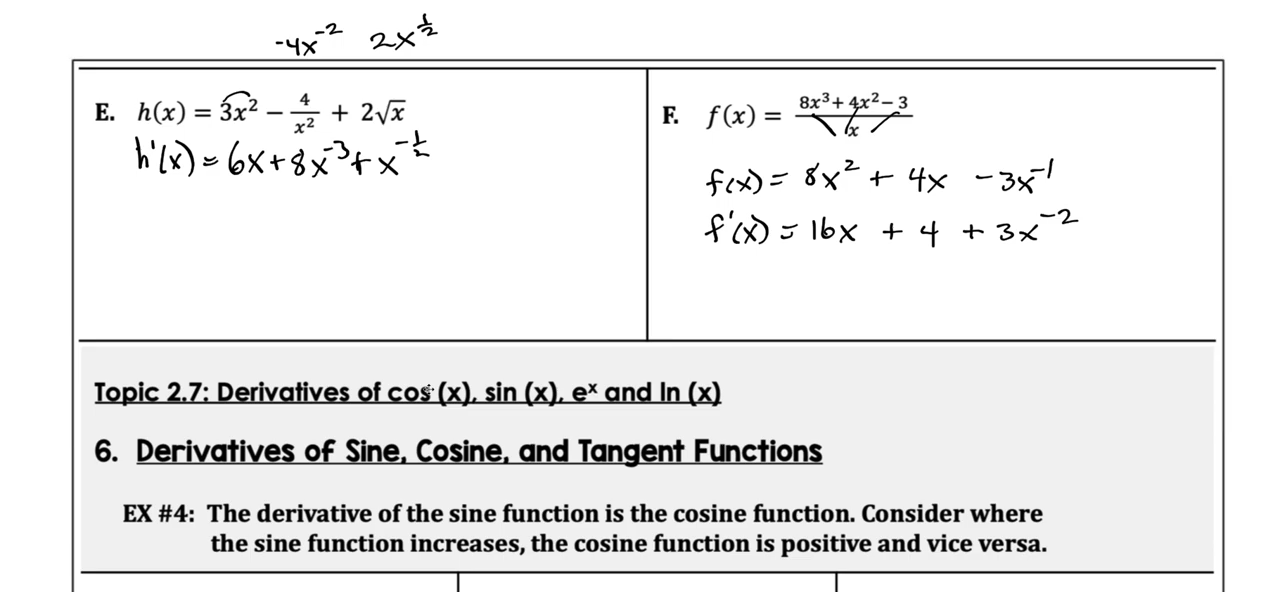 -4x⁻² 2x^½
E. h(x) = 3x² − 4/x² + 2√x
h'(x) = 6x + 8x⁻³ + x^-½
F. f(x) = (8x³ + 4x² − 3)/x
f(x) = 8x² + 4x - 3x⁻¹
f'(x) = 16x + 4 + 3x⁻²
Topic 2.7: Derivatives of cos (x), sin (x), eˣ and ln (x)
6. Derivatives of Sine, Cosine, and Tangent Functions
EX #4: The derivative of the sine function is the cosine function. Consider where
the sine function increases, the cosine function is positive and vice versa.